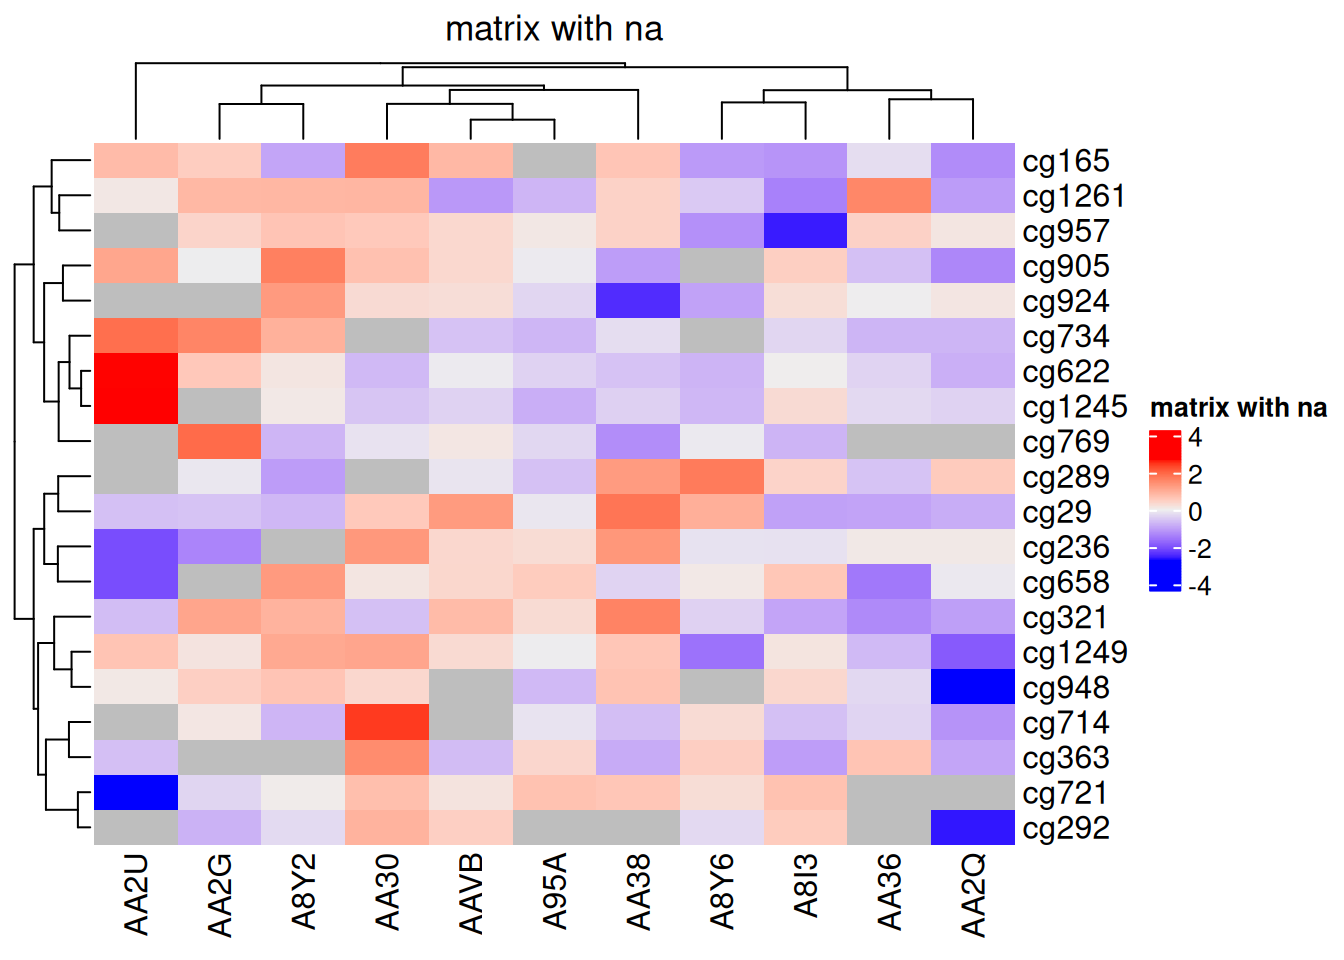 matrix with na
cg165
cg1261
cg957
cg905
cg924
cg734
cg622
cg1245
cg769
cg289
cg29
cg236
cg658
cg321
cg1249
cg948
cg714
cg363
cg721
cg292
matrix with na
4
2
0
-2
-4
AA2U
AA2G
A8Y2
AA30
AAVB
A95A
AA38
A8Y6
A8I3
AA36
AA2Q